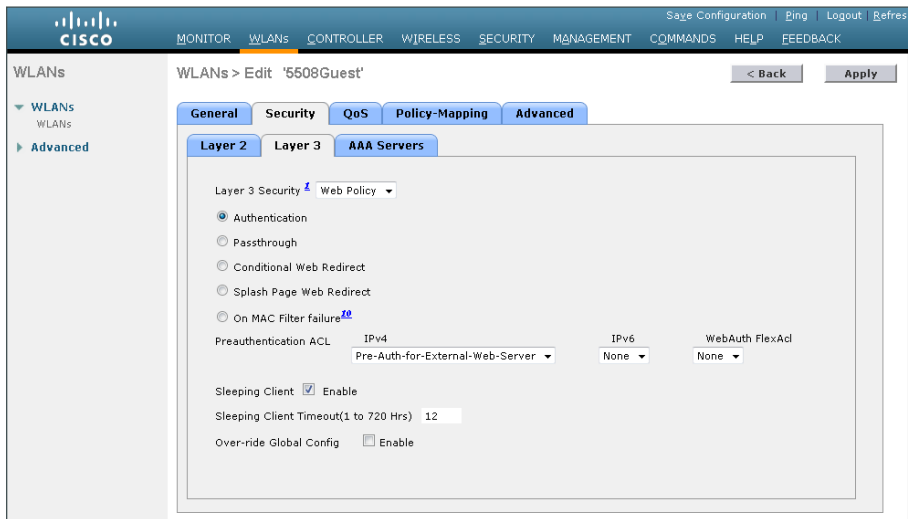 Save Configuration | Ping | Logout | Refres
CISCO
MONITOR WLANs CONTROLLER WIRELESS SECURITY MANAGEMENT COMMANDS HELP FEEDBACK
WLANs
WLANs > Edit '5508Guest'
< Back
Apply
WLANs
WLANs
Advanced
General Security QoS Policy-Mapping Advanced
Layer 2 Layer 3 AAA Servers
Layer 3 Security 1 Web Policy
Authentication
Passthrough
Conditional Web Redirect
Splash Page Web Redirect
On MAC Filter failure10
Preauthentication ACL IPv4 IPv6 WebAuth FlexAcl
Pre-Auth-for-External-Web-Server None None
Sleeping Client Enable
Sleeping Client Timeout(1 to 720 Hrs) 12
Over-ride Global Config Enable